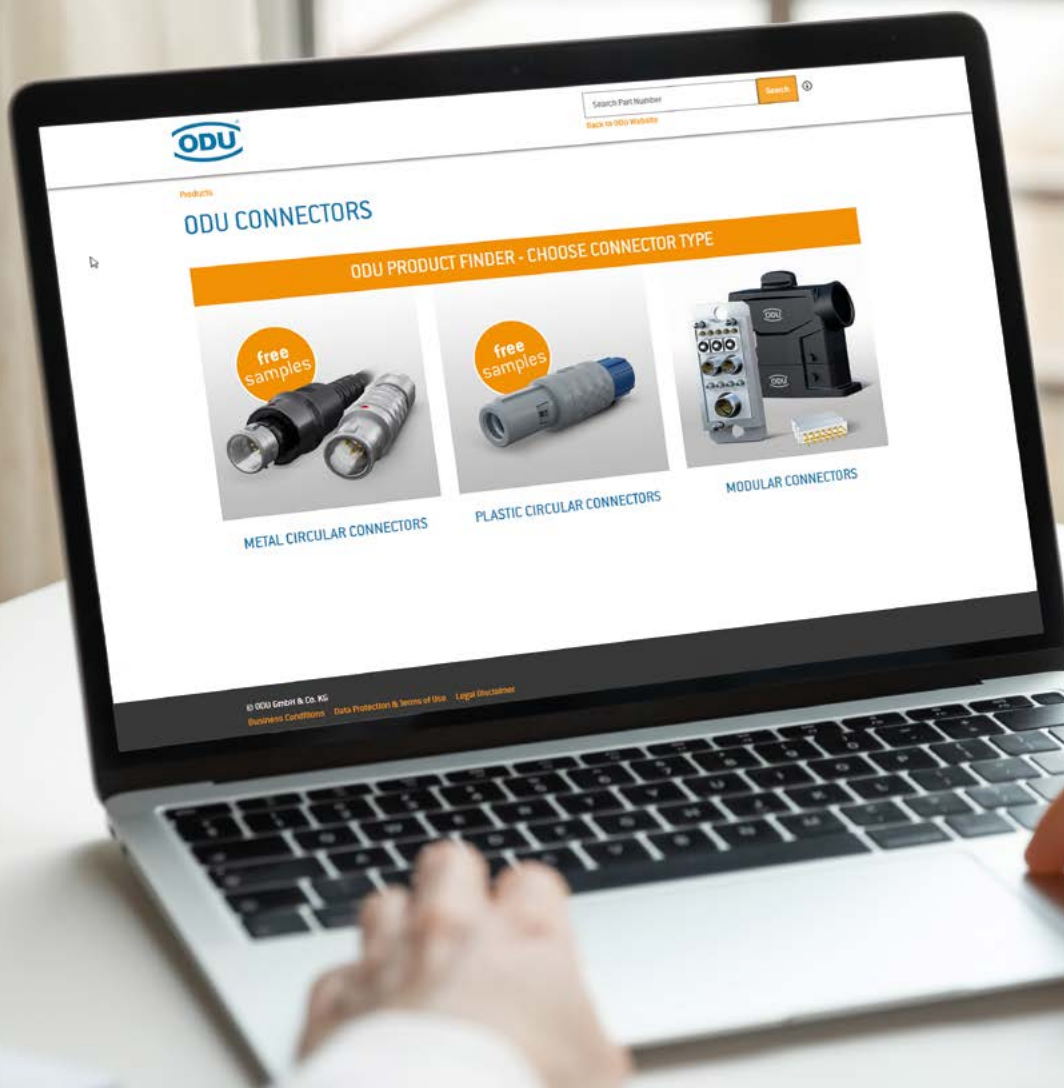 ODU
Search Part Number
Search
Back to ODU Website
Products
ODU CONNECTORS
ODU PRODUCT FINDER - CHOOSE CONNECTOR TYPE
free
samples
free
samples
ODU
ODU
METAL CIRCULAR CONNECTORS
PLASTIC CIRCULAR CONNECTORS
MODULAR CONNECTORS
© ODU GmbH & Co. KG
Business Conditions Data Protection & Terms of Use Legal Disclaimer